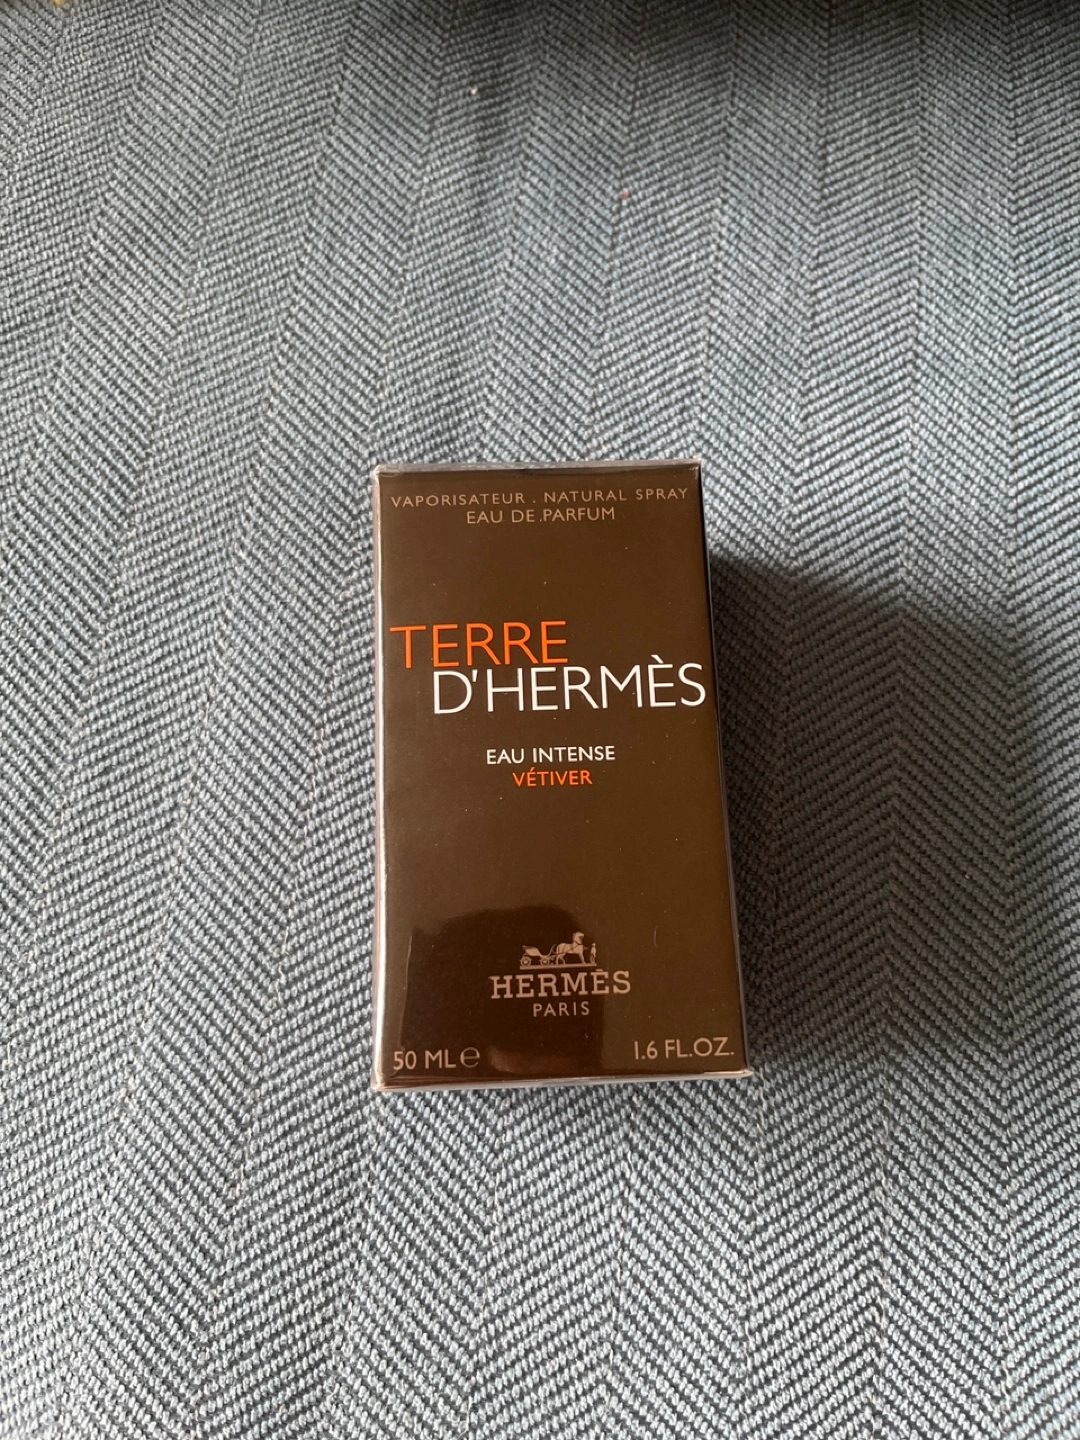 VAPORISATEUR . NATURAL SPRAY
EAU DE PARFUM
TERRE
D'HERMÈS
EAU INTENSE
VÉTIVER
HERMÈS
PARIS
50 ML ℮ 1.6 FL.OZ.